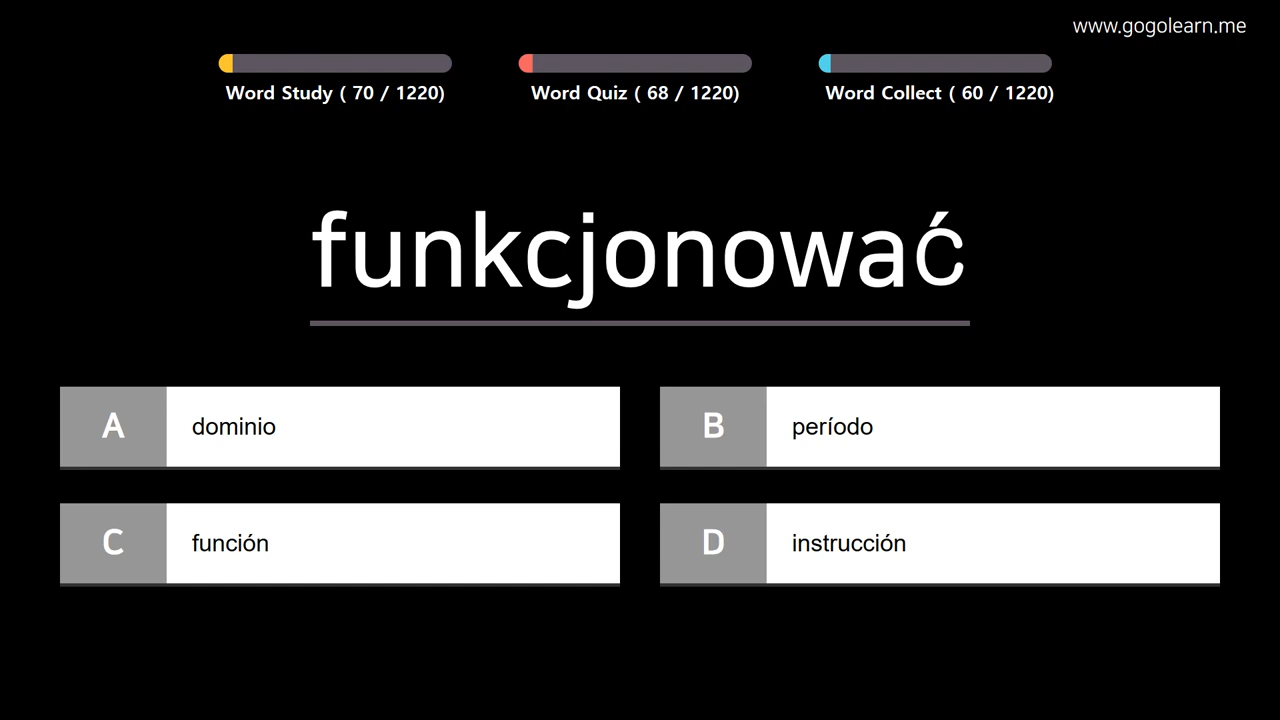 www.gogolearn.me
Word Study ( 70 / 1220)
Word Quiz ( 68 / 1220)
Word Collect ( 60 / 1220)
funkcjonować
A dominio
B período
C función
D instrucción